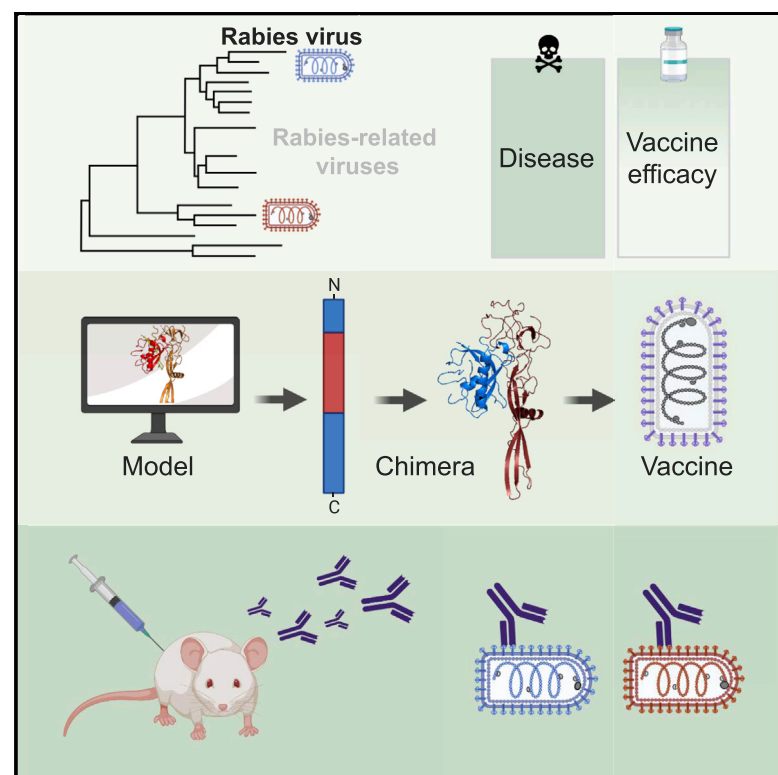 Rabies virus
Rabies-related
viruses
Disease
Vaccine
efficacy
N
Model
Chimera
Vaccine
C